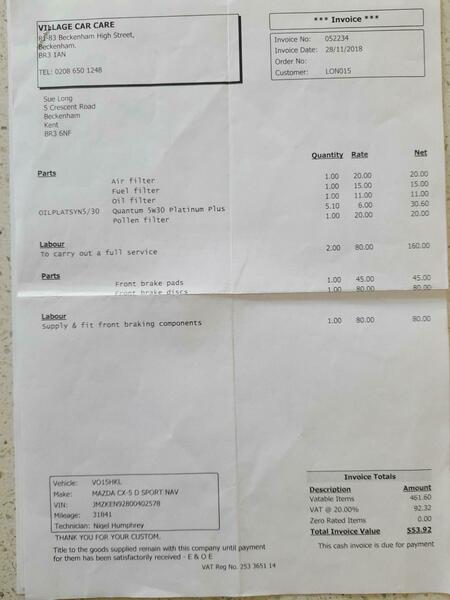 VILLAGE CAR CARE
81-83 Beckenham High Street,
Beckenham.
BR3 1AN
TEL: 0208 650 1248
*** Invoice ***
Invoice No: 052234
Invoice Date: 28/11/2018
Order No:
Customer: LON015
Sue Long
5 Crescent Road
Beckenham
Kent
BR3 6NF
Quantity Rate Net
Parts
Air filter 1.00 20.00 20.00
Fuel filter 1.00 15.00 15.00
Oil filter 1.00 11.00 11.00
OILPLATSYN5/30 Quantum 5W30 Platinum Plus 5.10 6.00 30.60
Pollen filter 1.00 20.00 20.00
Labour
To carry out a full service 2.00 80.00 160.00
Parts
Front brake pads 1.00 45.00 45.00
Front brake discs 1.00 80.00 80.00
Labour
Supply & fit front braking components 1.00 80.00 80.00
Vehicle: VO15HKL
Make: MAZDA CX-5 D SPORT NAV
VIN: JMZKEN92800402578
Mileage: 31841
Technician: Nigel Humphrey
Invoice Totals
Description Amount
Vatable Items 461.60
VAT @ 20.00% 92.32
Zero Rated Items 0.00
Total Invoice Value 553.92
THANK YOU FOR YOUR CUSTOM.
This cash invoice is due for payment
Title to the goods supplied remain with this company until payment
for them has been satisfactorily received - E & O E
VAT Reg No. 253 3651 14